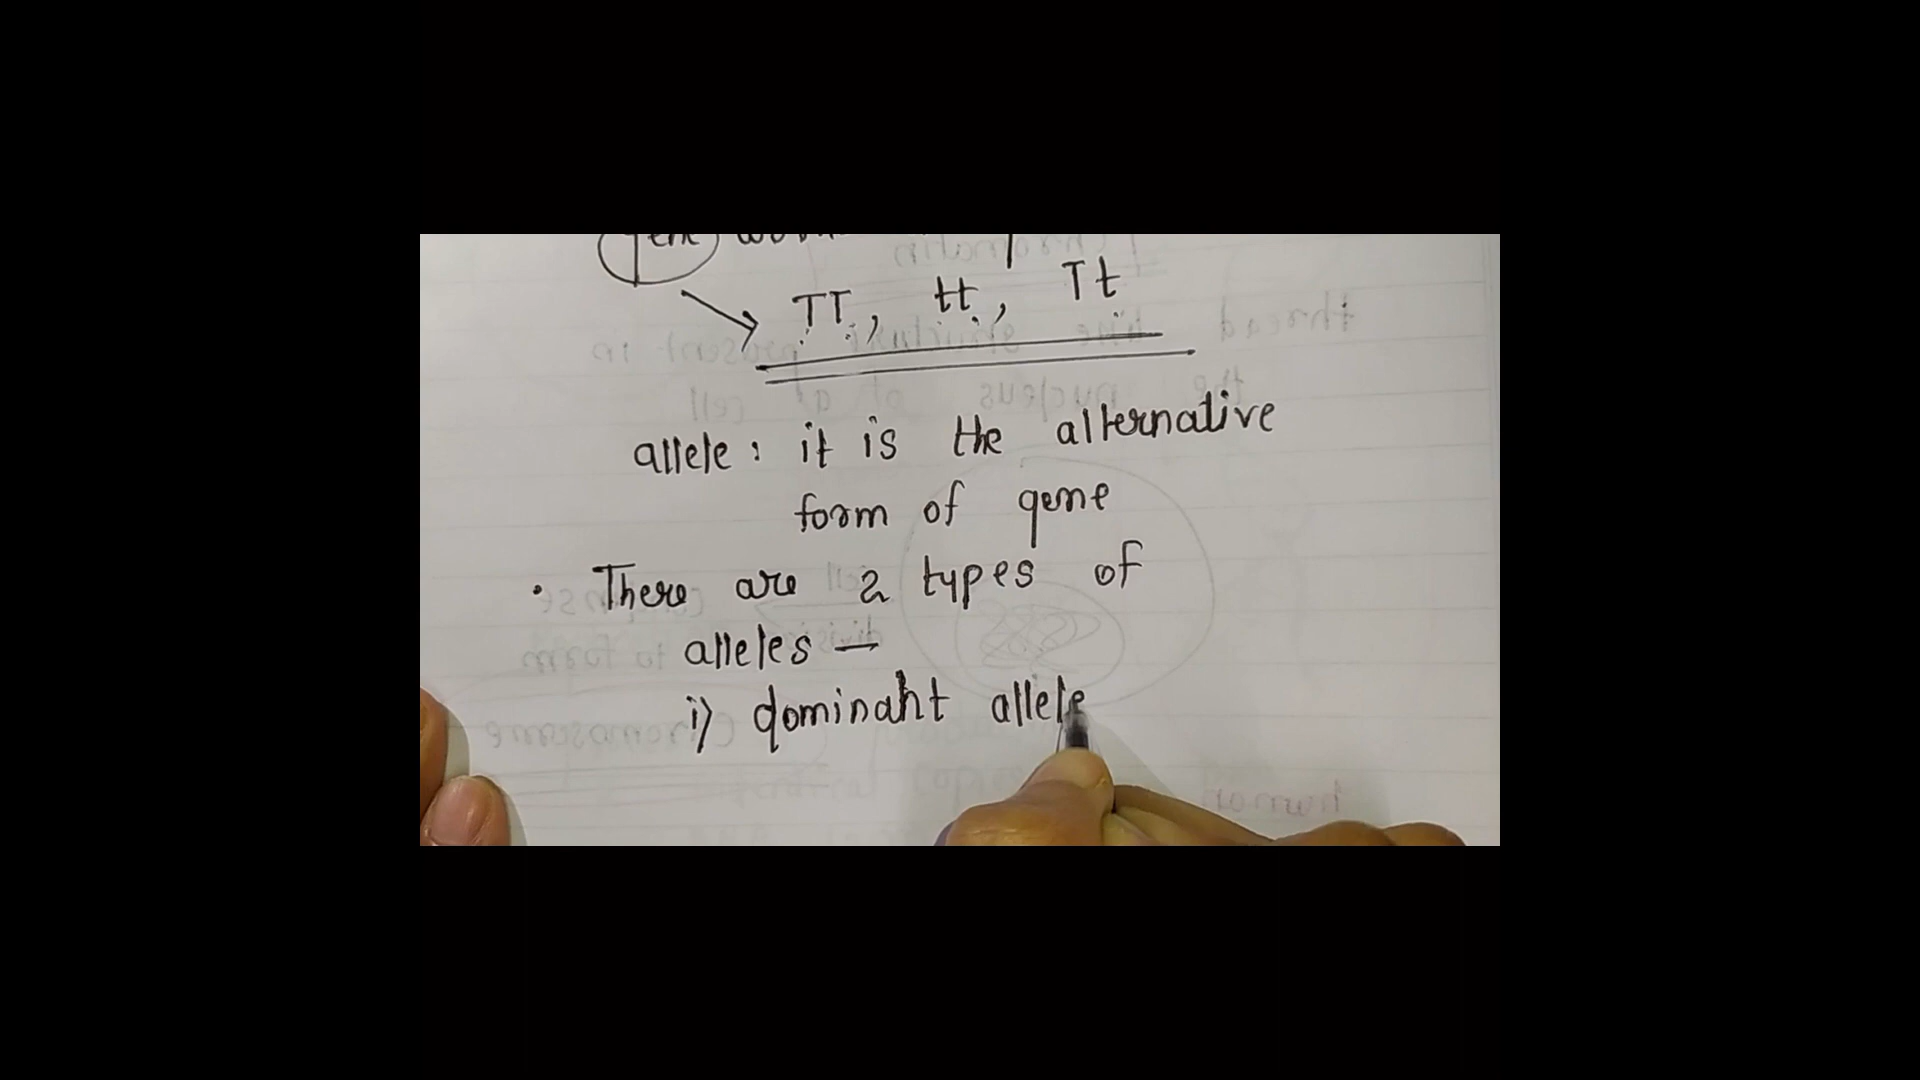 TT, tt, Tt
allele: it is the alternative
form of gene
• There are 2 types of
alleles —
i) dominant allele